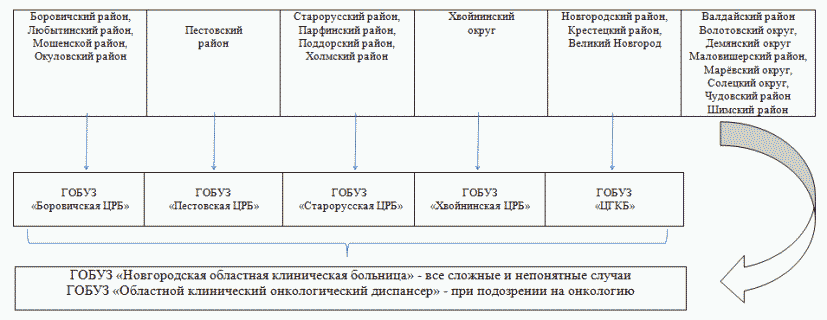 Боровичский район,
Любытинский район,
Мошенской район,
Окуловский район
Пестовский
район
Старорусский район,
Парфинский район,
Поддорский район,
Холмский район
Хвойнинский
округ
Новгородский район,
Крестецкий район,
Великий Новгород
Валдайский район
Волотовский округ,
Демянский округ
Маловишерский район,
Марёвский округ,
Солецкий округ,
Чудовский район
Шимский район
ГОБУЗ
«Боровичская ЦРБ»
ГОБУЗ
«Пестовская ЦРБ»
ГОБУЗ
«Старорусская ЦРБ»
ГОБУЗ
«Хвойнинская ЦРБ»
ГОБУЗ
«ЦГКБ»
ГОБУЗ «Новгородская областная клиническая больница» - все сложные и непонятные случаи
ГОБУЗ «Областной клинический онкологический диспансер» - при подозрении на онкологию